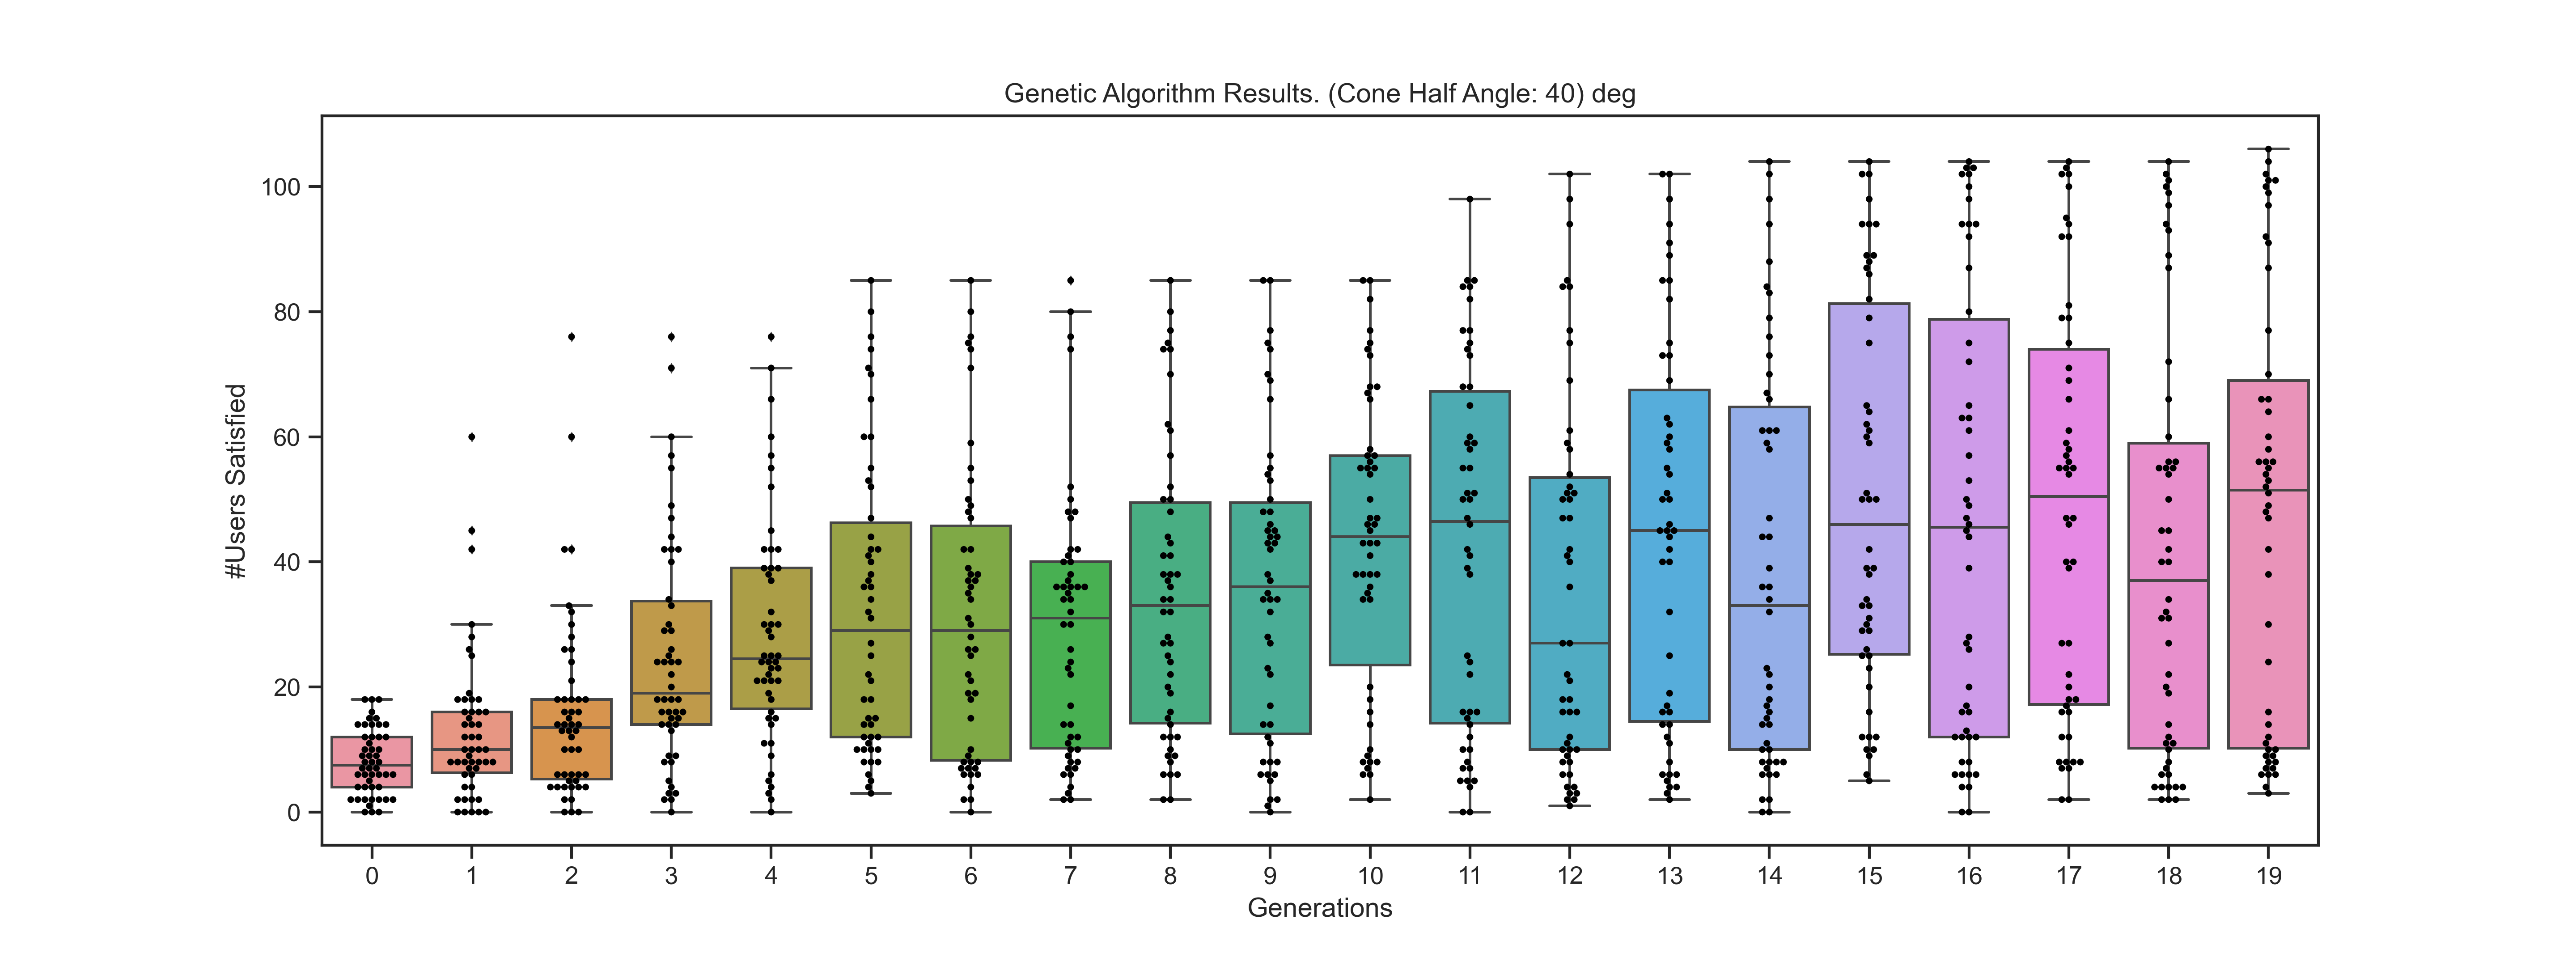 Genetic Algorithm Results. (Cone Half Angle: 40) deg
#Users Satisfied
100
80
60
40
20
0
0 1 2 3 4 5 6 7 8 9 10 11 12 13 14 15 16 17 18 19
Generations